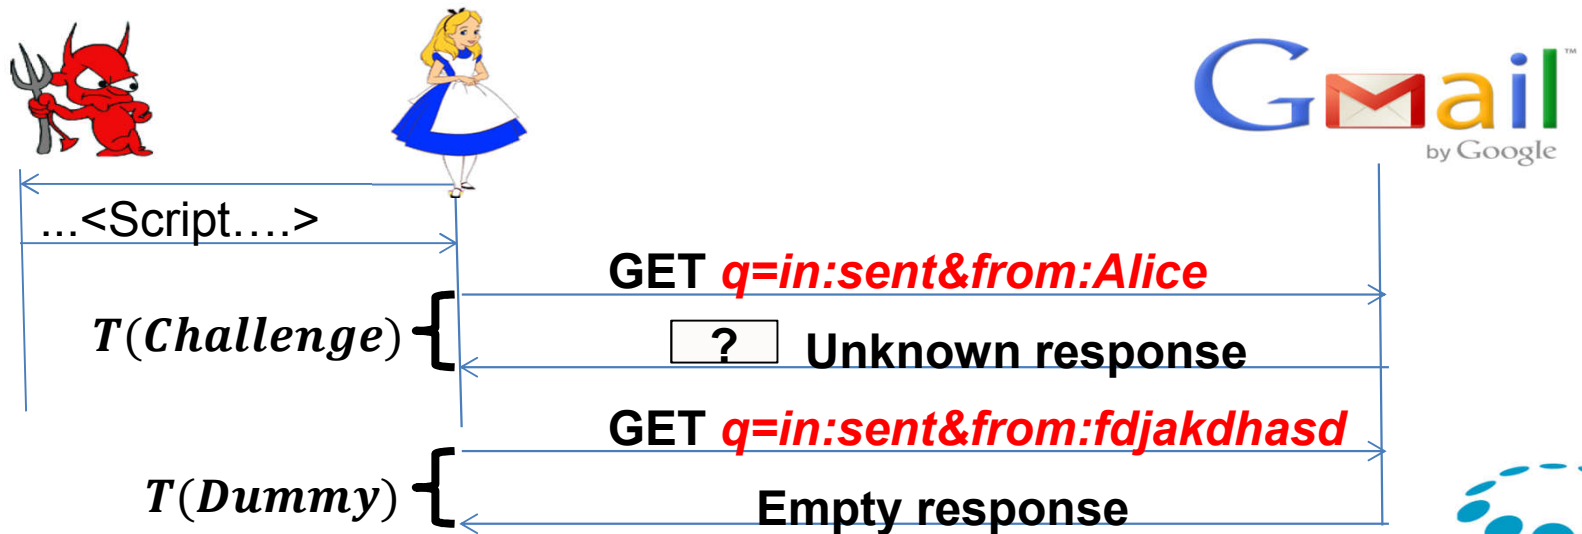 Gmail™
by Google
...<Script....>
GET q=in:sent&from:Alice
T(Challenge)
? Unknown response
GET q=in:sent&from:fdjakdhasd
T(Dummy)
Empty response